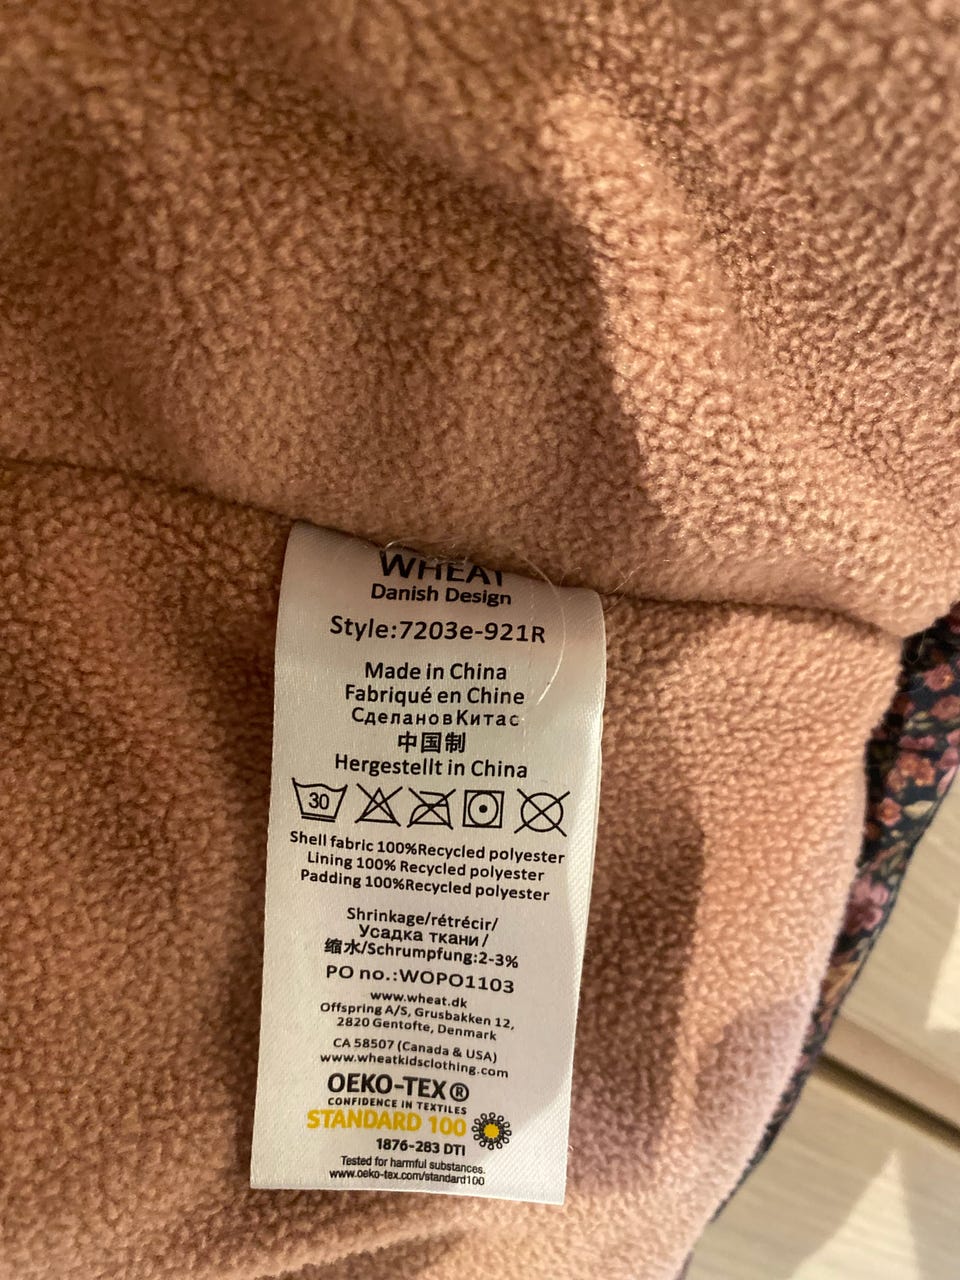 WHEAT
Danish Design
Style:7203e-921R
Made in China
Fabriqué en Chine
СделановКитас
中国制
Hergestellt in China
30
Shell fabric 100%Recycled polyester
Lining 100% Recycled polyester
Padding 100%Recycled polyester
Shrinkage/rétrécir/
Усадка ткани/
缩水/Schrumpfung:2-3%
PO no.:WOPO1103
www.wheat.dk
Offspring A/S, Grusbakken 12,
2820 Gentofte, Denmark
CA 58507 (Canada & USA)
www.wheatkidsclothing.com
OEKO-TEX®
CONFIDENCE IN TEXTILES
STANDARD 100
1876-283 DTI
Tested for harmful substances.
www.oeko-tex.com/standard100